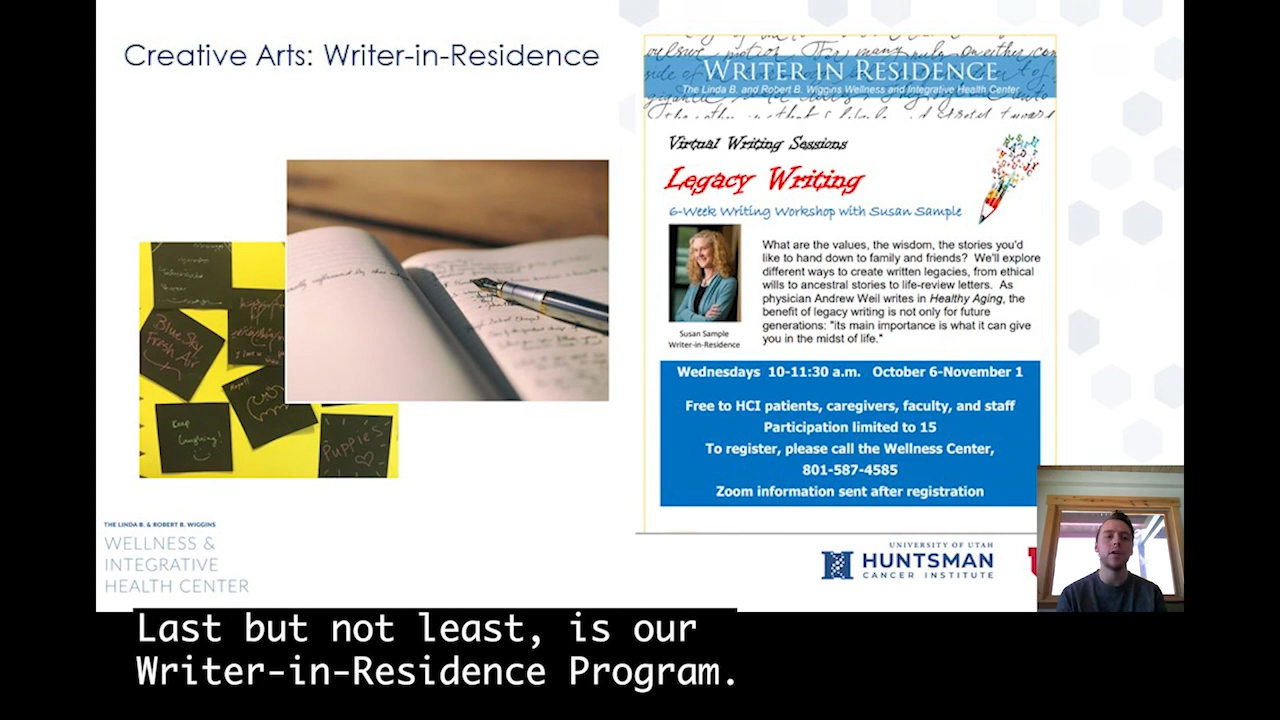 Creative Arts: Writer-in-Residence
WRITER IN RESIDENCE
The Linda B. and Robert B. Wiggins Wellness and Integrative Health Center
Virtual Writing Sessions
Legacy Writing
6-Week Writing Workshop with Susan Sample
What are the values, the wisdom, the stories you'd
like to hand down to family and friends? We'll explore
different ways to create written legacies, from ethical
wills to ancestral stories to life-review letters. As
physician Andrew Weil writes in Healthy Aging, the
benefit of legacy writing is not only for future
generations: "its main importance is what it can give
you in the midst of life."
Susan Sample
Writer-in-Residence
Wednesdays 10-11:30 a.m. October 6-November 1
Free to HCI patients, caregivers, faculty, and staff
Participation limited to 15
To register, please call the Wellness Center,
801-587-4585
Zoom information sent after registration
Blue Sky
Fresh Air
Hope!!
Keep
Laughing!
Puppies
THE LINDA B. & ROBERT B. WIGGINS
WELLNESS &
INTEGRATIVE
HEALTH CENTER
UNIVERSITY OF UTAH
HUNTSMAN
CANCER INSTITUTE
Last but not least, is our
Writer-in-Residence Program.